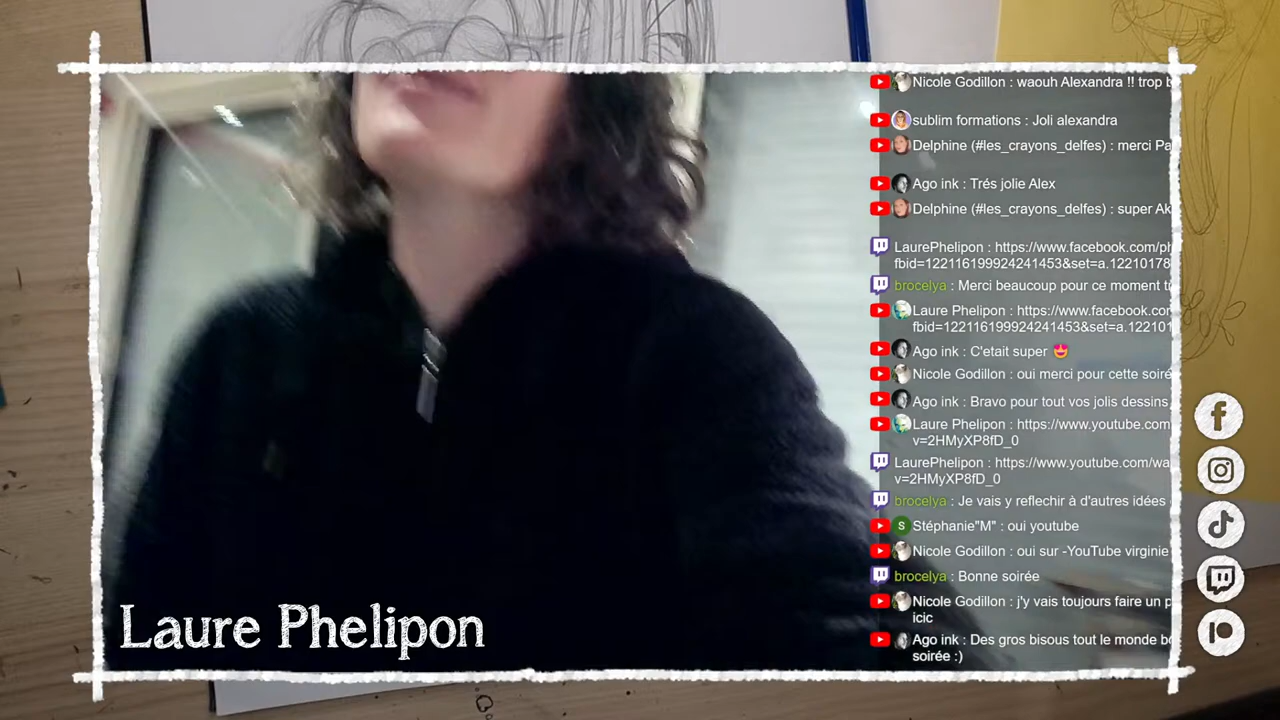 Nicole Godillon : waouh Alexandra !! trop
sublim formations : Joli alexandra
Delphine (#les_crayons_delfes) : merci Pa
Ago ink : Trés jolie Alex
Delphine (#les_crayons_delfes) : super Ak
LaurePhelipon : https://www.facebook.com/ph
fbid=122116199924241453&set=a.12210178
brocelya : Merci beaucoup pour ce moment
Laure Phelipon : https://www.facebook.com
fbid=122116199924241453&set=a.122101
Ago ink : C'etait super 😍
Nicole Godillon : oui merci pour cette soiré
Ago ink : Bravo pour tout vos jolis dessins
Laure Phelipon : https://www.youtube.com
v=2HMyXP8fD_0
LaurePhelipon : https://www.youtube.com/wa
v=2HMyXP8fD_0
brocelya : Je vais y reflechir à d'autres idées
S Stéphanie"M" : oui youtube
Nicole Godillon : oui sur -YouTube virginie
brocelya : Bonne soirée
Nicole Godillon : j'y vais toujours faire un p
icic
Ago ink : Des gros bisous tout le monde bo
soirée :)
Laure Phelipon